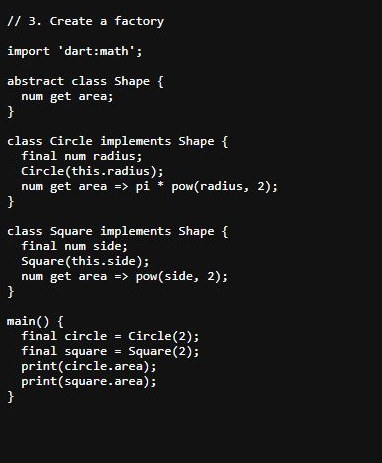 // 3. Create a factory
import 'dart:math';
abstract class Shape {
  num get area;
}
class Circle implements Shape {
  final num radius;
  Circle(this.radius);
  num get area => pi * pow(radius, 2);
}
class Square implements Shape {
  final num side;
  Square(this.side);
  num get area => pow(side, 2);
}
main() {
  final circle = Circle(2);
  final square = Square(2);
  print(circle.area);
  print(square.area);
}